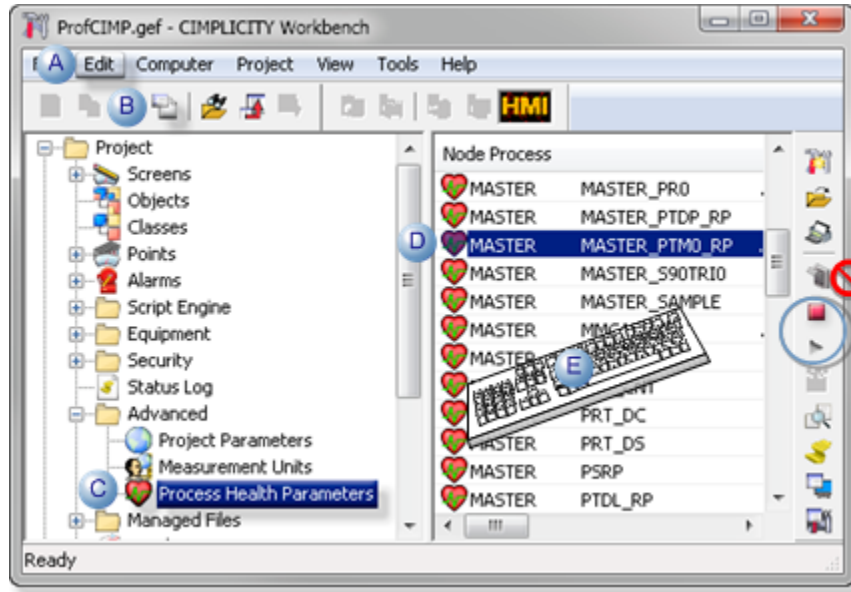 ProfCIMP.gef - CIMPLICITY Workbench
F A Edit Computer Project View Tools Help
B HMI
Project
Screens
Objects
Classes
Points
Alarms
Script Engine
Equipment
Security
Status Log
Advanced
Project Parameters
Measurement Units
C Process Health Parameters
Managed Files
Node Process
MASTER MASTER_PR0 .
MASTER MASTER_PTDP_RP
D MASTER MASTER_PTM0_RP .
MASTER MASTER_S90TRI0
MASTER MASTER_SAMPLE
MASTER
MASTER
E
MASTER PRT_DC
MASTER PRT_DS
MASTER PSRP
MASTER PTDL_RP
Ready